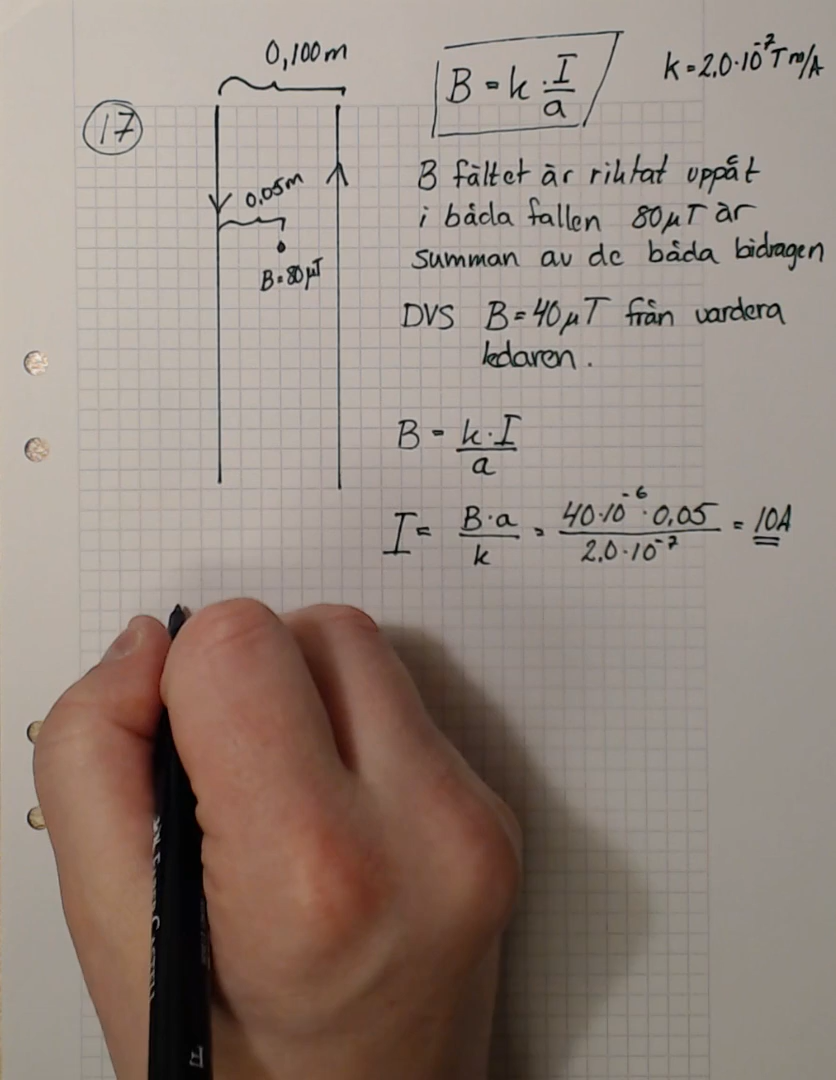 0,100m
17
B = k · I/a
k = 2,0·10⁻⁷ Tm/A
0,05m
B = 80 µT
B fältet är riktat uppåt
i båda fallen 80µT är
summan av de båda bidragen
DVS B = 40µT från vardera
ledaren.
B = k·I/a
I = B·a/k = 40·10⁻⁶·0,05/2,0·10⁻⁷ = 10A